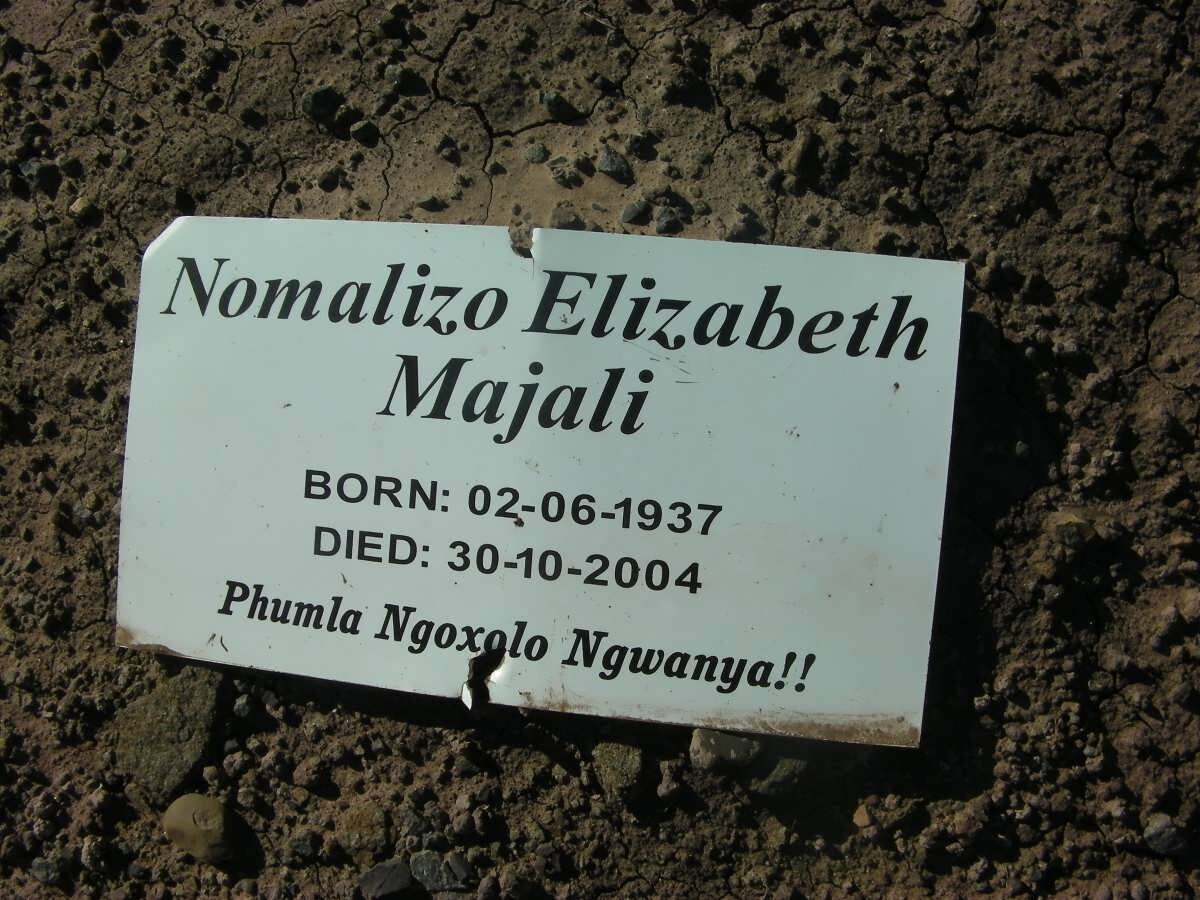 Nomalizo Elizabeth
Majali
BORN: 02-06-1937
DIED: 30-10-2004
Phumla Ngoxolo Ngwanya!!